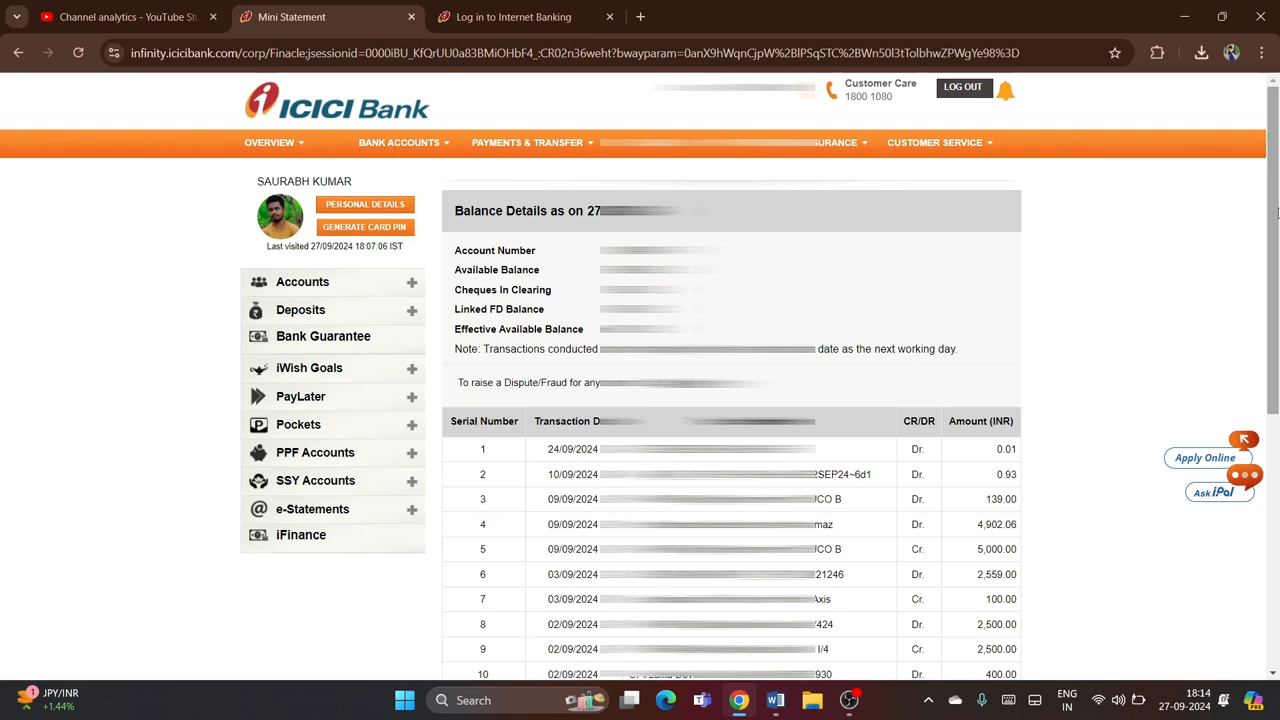 Channel analytics - YouTube St
Mini Statement
Log in to Internet Banking
infinity.icicibank.com/corp/Finacle;jsessionid=0000iBU_KfQrUU0a83BMiOHbF4_:CR02n36weht?bwayparam=0anX9hWqnCjpW%2BlPSqSTC%2BWn50l3tTolbhwZPWgYe98%3D
ICICI Bank
Customer Care
1800 1080
LOG OUT
OVERVIEW BANK ACCOUNTS PAYMENTS & TRANSFER SURANCE CUSTOMER SERVICE
SAURABH KUMAR
PERSONAL DETAILS
GENERATE CARD PIN
Last visited 27/09/2024 18:07:06 IST
Accounts
Deposits
Bank Guarantee
iWish Goals
PayLater
Pockets
PPF Accounts
SSY Accounts
e-Statements
iFinance
Balance Details as on 27
Account Number
Available Balance
Cheques In Clearing
Linked FD Balance
Effective Available Balance
Note: Transactions conducted date as the next working day.
To raise a Dispute/Fraud for any
Serial Number Transaction D CR/DR Amount (INR)
1 24/09/2024 Dr. 0.01
2 10/09/2024 2SEP24~6d1 Dr. 0.93
3 09/09/2024 UCO B Dr. 139.00
4 09/09/2024 maz Dr. 4,902.06
5 09/09/2024 UCO B Cr. 5,000.00
6 03/09/2024 21246 Dr. 2,559.00
7 03/09/2024 Axis Cr. 100.00
8 02/09/2024 /424 Dr. 2,500.00
9 02/09/2024 I/4 Cr. 2,500.00
10 02/09/2024 930 Dr. 400.00
Apply Online
Ask iPal
1
JPY/INR
+1.44%
Search
ENG
IN
18:14
27-09-2024